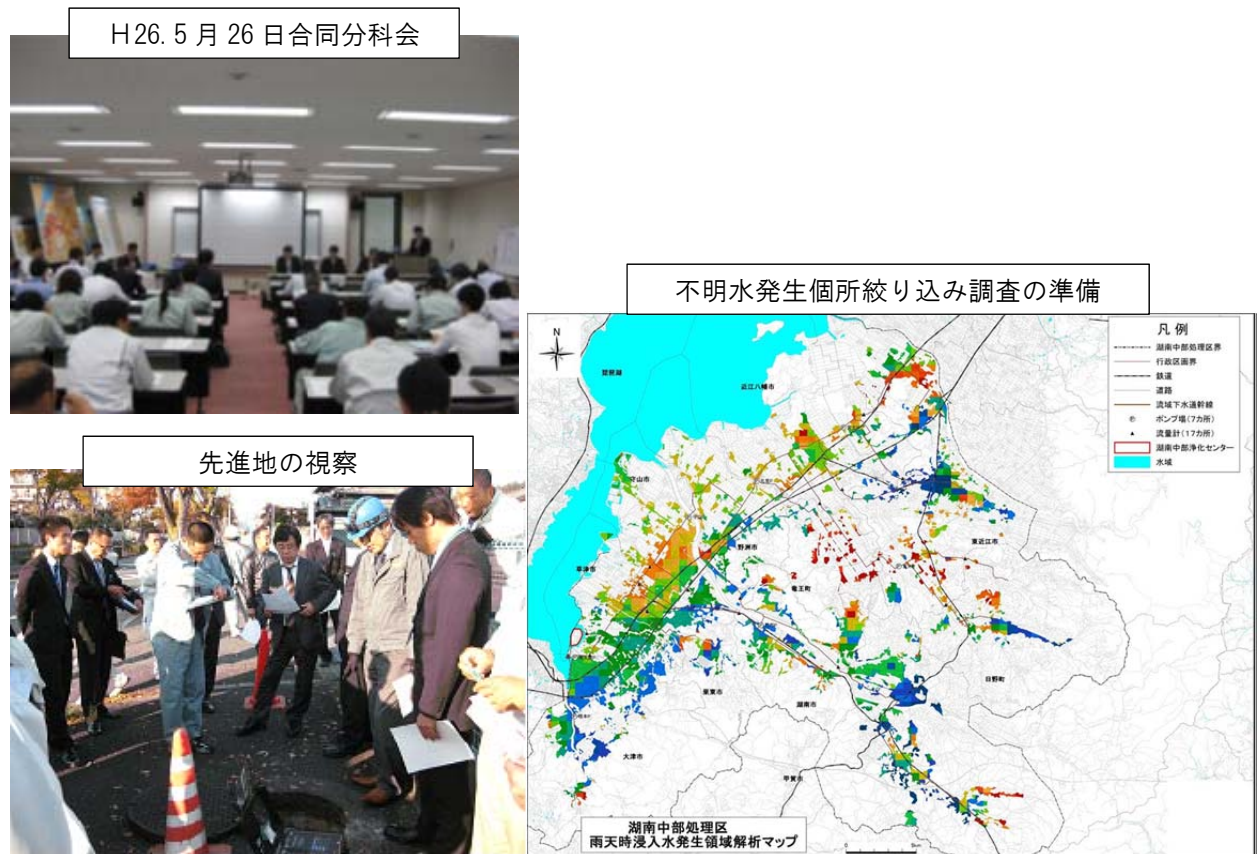 H26.5月26日合同分科会
不明水発生個所絞り込み調査の準備
先進地の視察
N
凡例
湖南中部処理区界
行政区画界
鉄道
道路
流域下水道幹線
ポンプ場(7カ所)
流量計(17カ所)
湖南中部浄化センター
水域
琵琶湖
近江八幡市
守山市
野洲市
東近江市
草津市
竜王町
栗東市
湖南市
日野町
大津市
甲賀市
湖南中部処理区
雨天時浸入水発生領域解析マップ